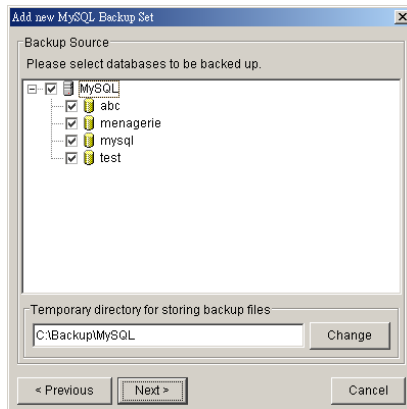 Add new MySQL Backup Set
Backup Source
Please select databases to be backed up.
MySQL
abc
menagerie
mysql
test
Temporary directory for storing backup files
C:\Backup\MySQL
Change
< Previous
Next >
Cancel